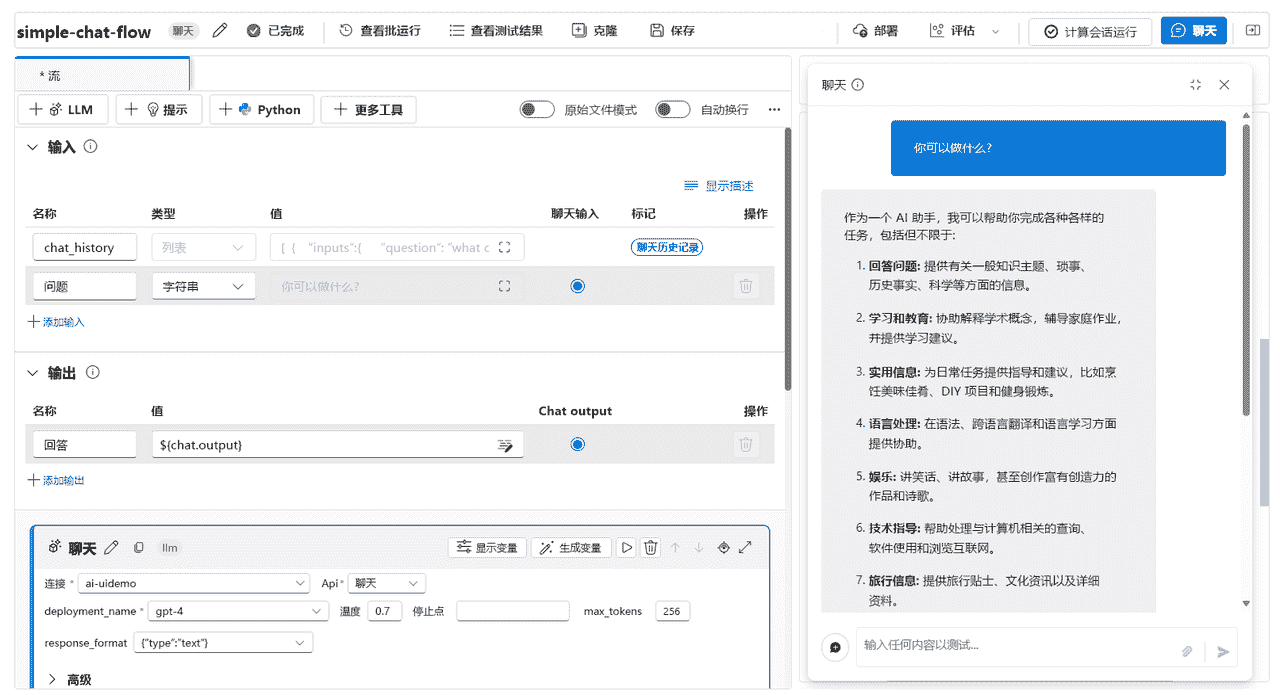 simple-chat-flow 聊天 已完成 查看批运行 查看测试结果 克隆 保存 部署 评估 计算会话运行 聊天
* 流
LLM 提示 Python 更多工具 原始文件模式 自动换行
输入
显示描述
名称 类型 值 聊天输入 标记 操作
chat_history 列表 [ { "inputs":{ "question": "what c 聊天历史记录
问题 字符串 你可以做什么?
添加输入
输出
名称 值 Chat output 操作
回答 ${chat.output}
添加输出
聊天 llm 显示变量 生成变量
连接 * ai-uidemo Api * 聊天
deployment_name * gpt-4 温度 0.7 停止点 max_tokens 256
response_format {"type":"text"}
高级
聊天
你可以做什么?
作为一个 AI 助手，我可以帮助你完成各种各样的
任务，包括但不限于:
1. 回答问题: 提供有关一般知识主题、琐事、
历史事实、科学等方面的信息。
2. 学习和教育: 协助解释学术概念，辅导家庭作业，
并提供学习建议。
3. 实用信息: 为日常任务提供指导和建议，比如烹
饪美味佳肴、DIY 项目和健身锻炼。
4. 语言处理: 在语法、跨语言翻译和语言学习方面
提供协助。
5. 娱乐: 讲笑话、讲故事，甚至创作富有创造力的
作品和诗歌。
6. 技术指导: 帮助处理与计算机相关的查询、
软件使用和浏览互联网。
7. 旅行信息: 提供旅行贴士、文化资讯以及详细
资料。
输入任何内容以测试...